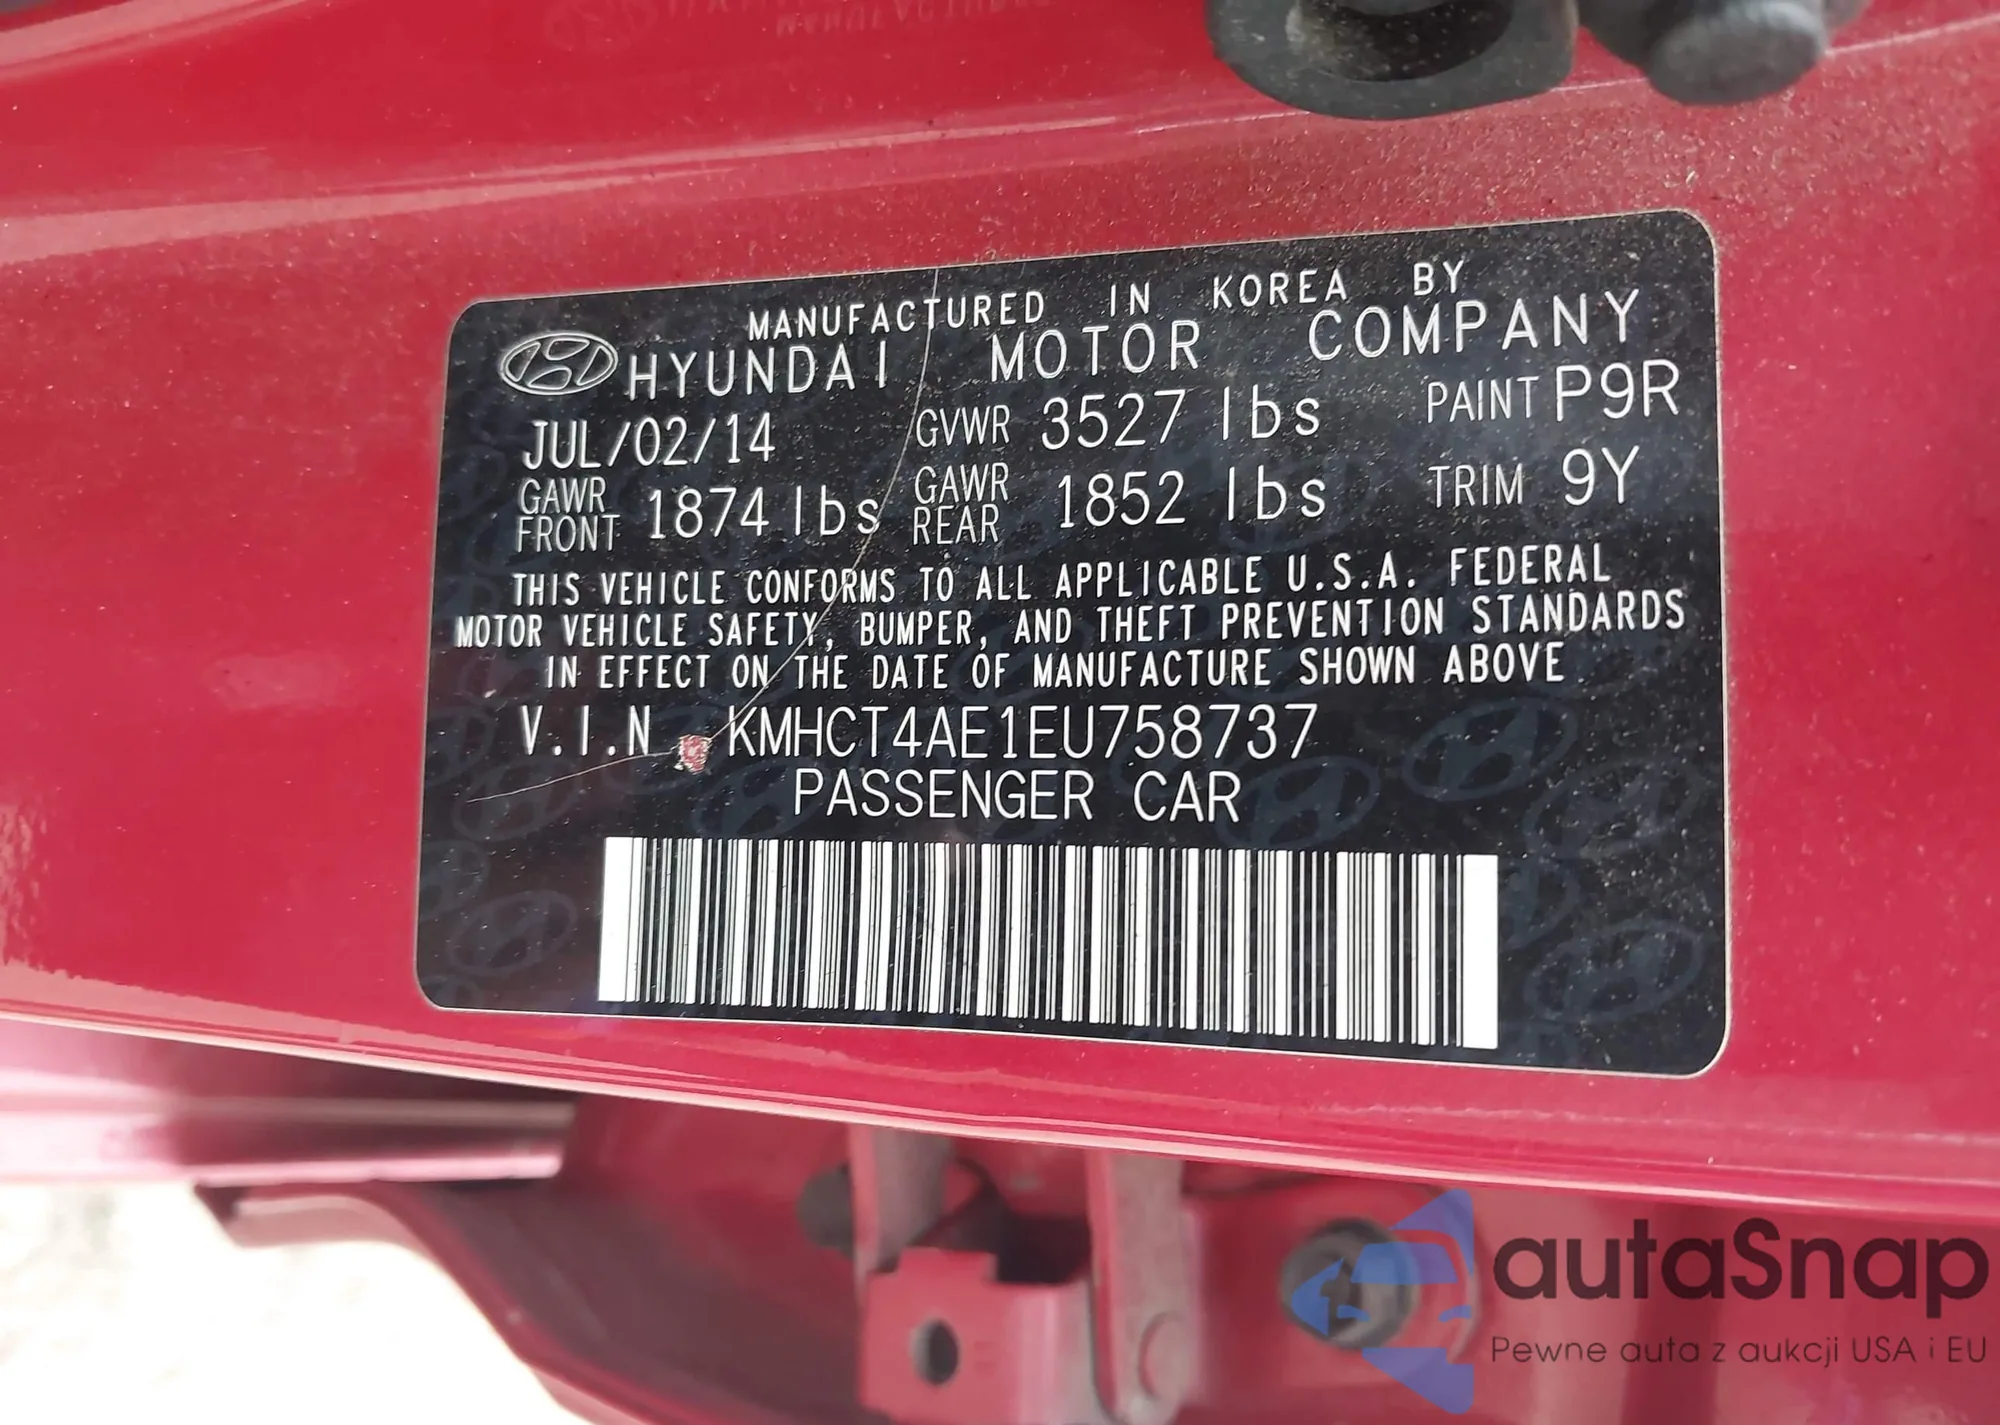 MANUFACTURED IN KOREA BY
HYUNDAI MOTOR COMPANY
JUL/02/14 GVWR 3527 lbs PAINT P9R
GAWR FRONT 1874 lbs GAWR REAR 1852 lbs TRIM 9Y
THIS VEHICLE CONFORMS TO ALL APPLICABLE U.S.A. FEDERAL
MOTOR VEHICLE SAFETY, BUMPER, AND THEFT PREVENTION STANDARDS
IN EFFECT ON THE DATE OF MANUFACTURE SHOWN ABOVE
V.I.N KMHCT4AE1EU758737
PASSENGER CAR
autaSnap
Pewne auta z aukcji USA i EU